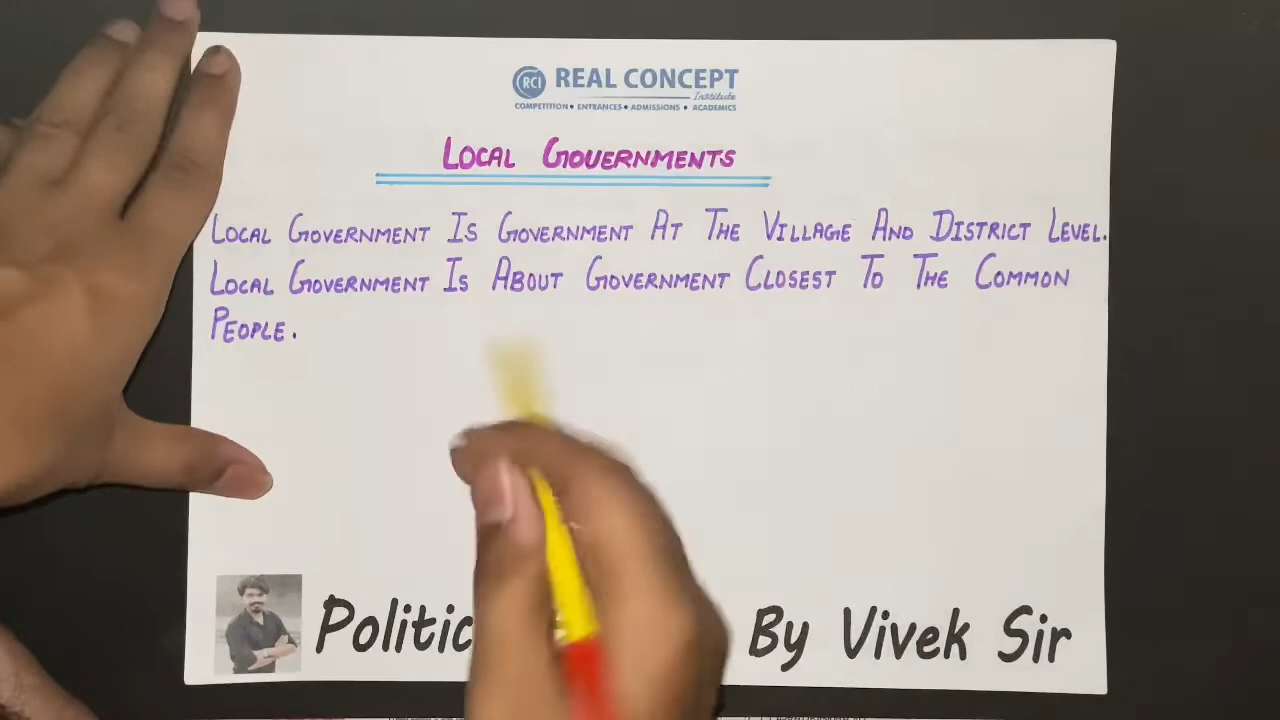 RCI REAL CONCEPT
Institute
COMPETITION • ENTRANCES • ADMISSIONS • ACADEMICS
LOCAL GOVERNMENTS
LOCAL GOVERNMENT IS GOVERNMENT AT THE VILLAGE AND DISTRICT LEVEL.
LOCAL GOVERNMENT IS ABOUT GOVERNMENT CLOSEST TO THE COMMON
PEOPLE.
Politic By Vivek Sir